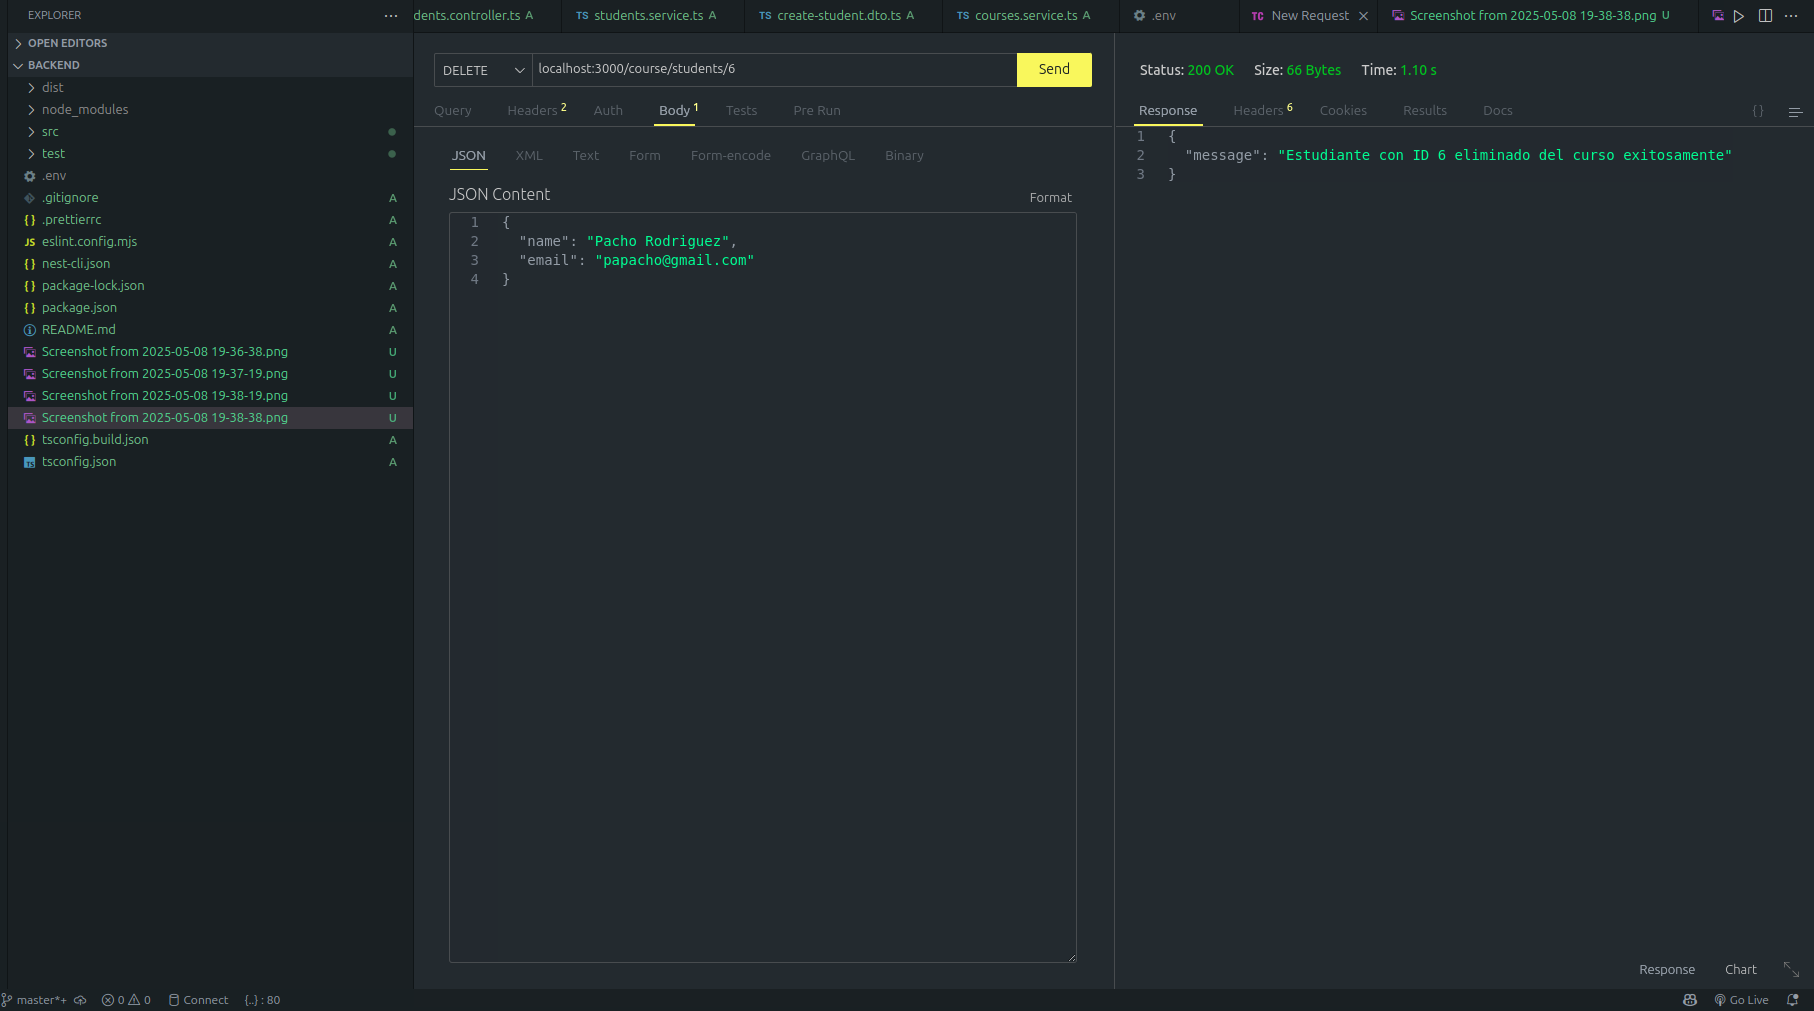 EXPLORER
OPEN EDITORS
BACKEND
dist
node_modules
src
test
.env
.gitignore A
.prettierrc A
eslint.config.mjs A
nest-cli.json A
package-lock.json A
package.json A
README.md A
Screenshot from 2025-05-08 19-36-38.png U
Screenshot from 2025-05-08 19-37-19.png U
Screenshot from 2025-05-08 19-38-19.png U
Screenshot from 2025-05-08 19-38-38.png U
tsconfig.build.json A
tsconfig.json A
dents.controller.ts A TS students.service.ts A TS create-student.dto.ts A TS courses.service.ts A .env TC New Request Screenshot from 2025-05-08 19-38-38.png U
DELETE localhost:3000/course/students/6 Send
Query Headers 2 Auth Body 1 Tests Pre Run
JSON XML Text Form Form-encode GraphQL Binary
JSON Content Format
1 {
2 "name": "Pacho Rodriguez",
3 "email": "papacho@gmail.com"
4 }
Status: 200 OK Size: 66 Bytes Time: 1.10 s
Response Headers 6 Cookies Results Docs { }
1 {
2 "message": "Estudiante con ID 6 eliminado del curso exitosamente"
3 }
Response Chart
master*+ 0 0 Connect {..} : 80 Go Live